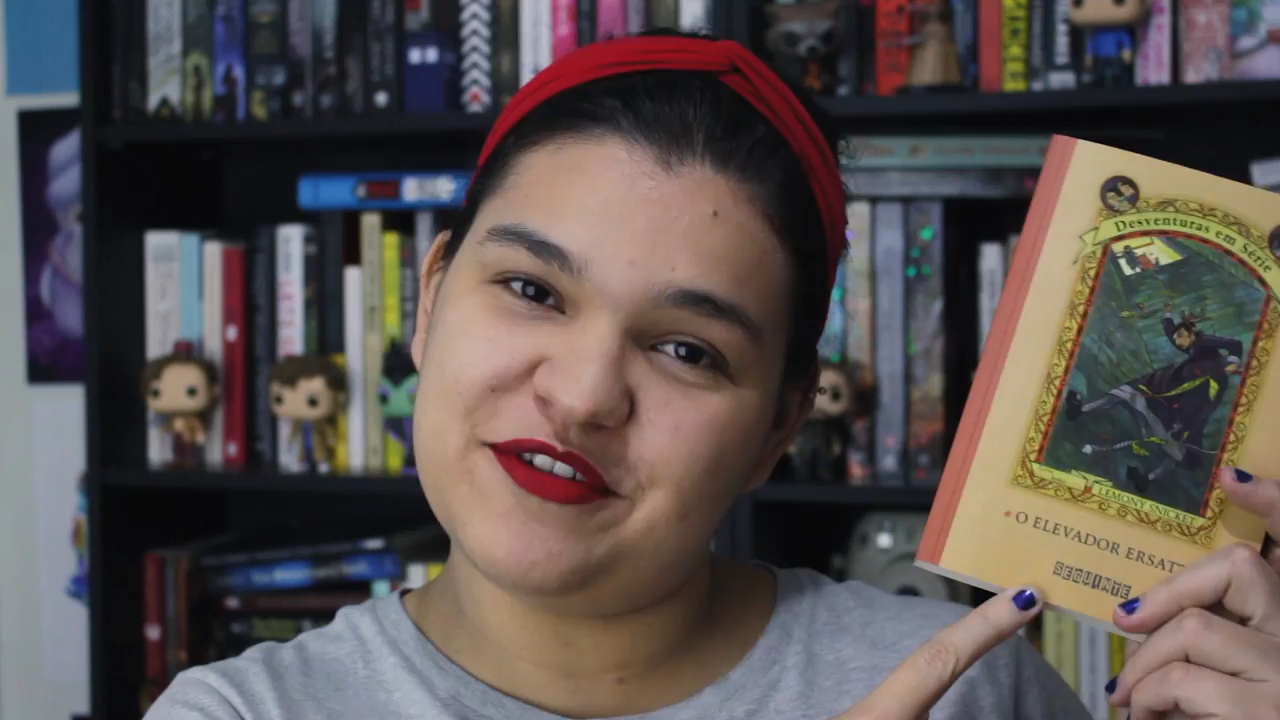 Desventuras em Série
LEMONY SNICKET
O ELEVADOR ERSAT
SEGUINTE